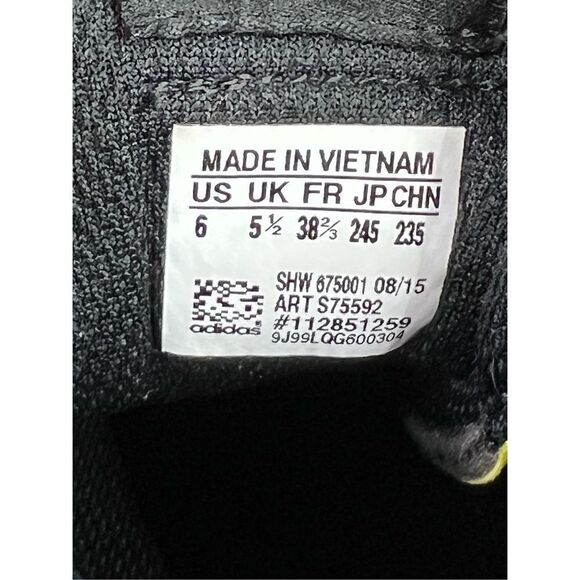 MADE IN VIETNAM
US UK FR JP CHN
6 5½ 38⅔ 245 235
SHW 675001 08/15
ART S75592
#112851259
adidas 9J99LQG600304